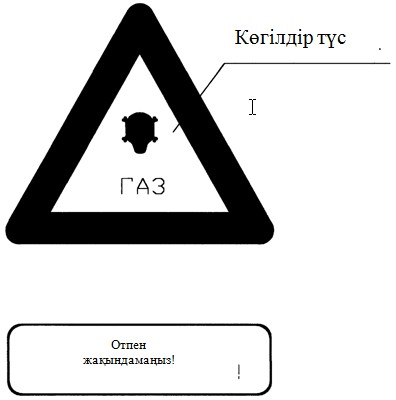 Көгілдір түс
ГАЗ
Отпен
жақындамаңыз!
!